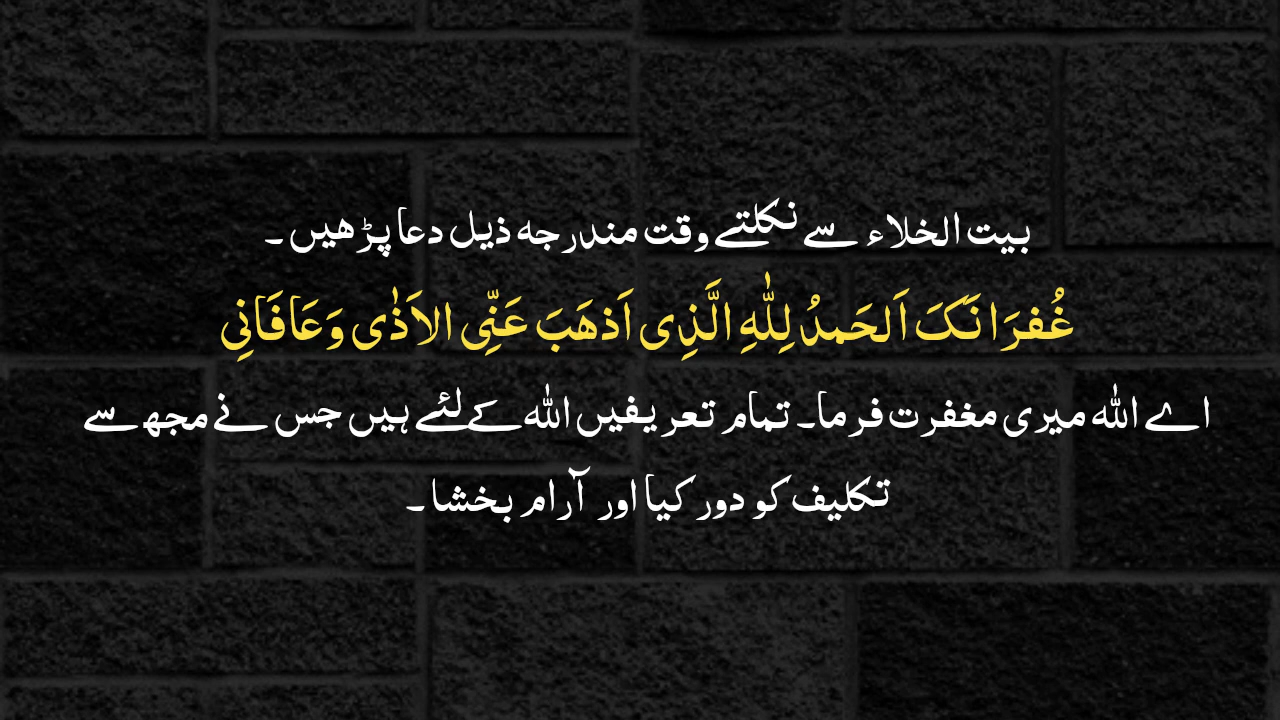 بیت الخلاء سے نکلتے وقت مندرجہ ذیل دعا پڑھیں۔
غُفرَانَکَ اَلحَمدُ لِلّٰہِ الَّذِی اَذھَبَ عَنِّی الاَذٰی وَعَافَانِی
اے اللہ میری مغفرت فرما۔ تمام تعریفیں اللہ کے لئے ہیں جس نے مجھ سے
تکلیف کو دور کیا اور آرام بخشا۔